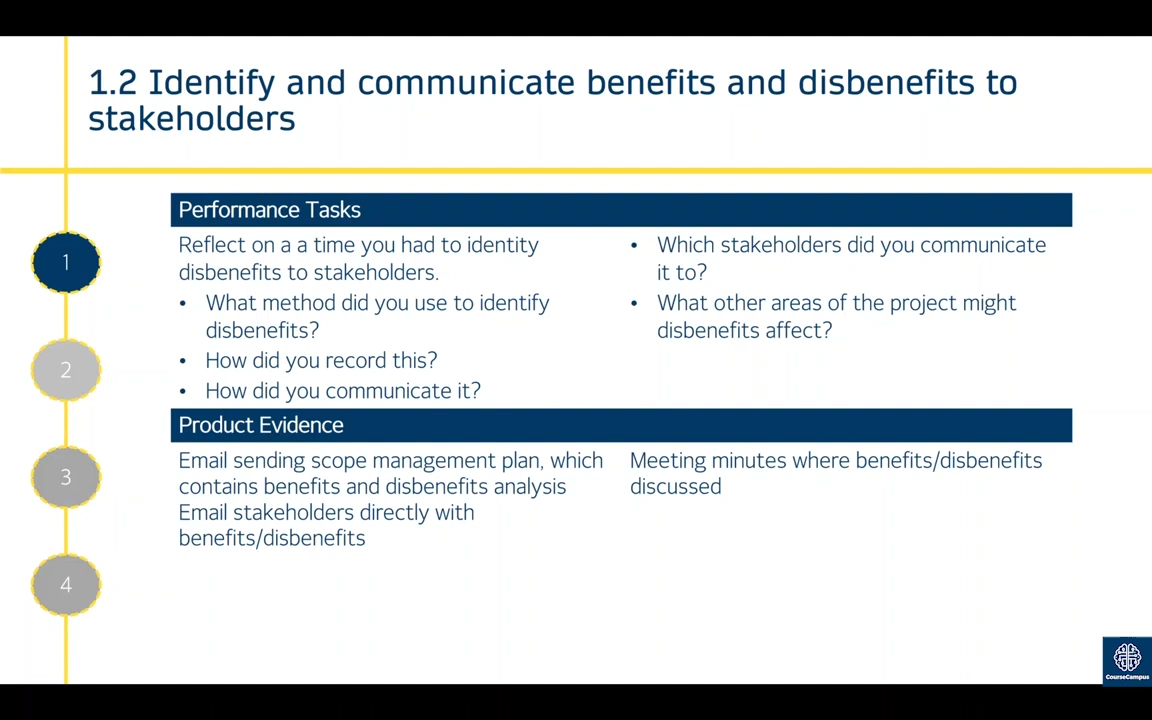 1.2 Identify and communicate benefits and disbenefits to
stakeholders
1
2
3
4
Performance Tasks
Reflect on a a time you had to identity
disbenefits to stakeholders.
• What method did you use to identify
disbenefits?
• How did you record this?
• How did you communicate it?
• Which stakeholders did you communicate
it to?
• What other areas of the project might
disbenefits affect?
Product Evidence
Email sending scope management plan, which
contains benefits and disbenefits analysis
Email stakeholders directly with
benefits/disbenefits
Meeting minutes where benefits/disbenefits
discussed
CourseCampus